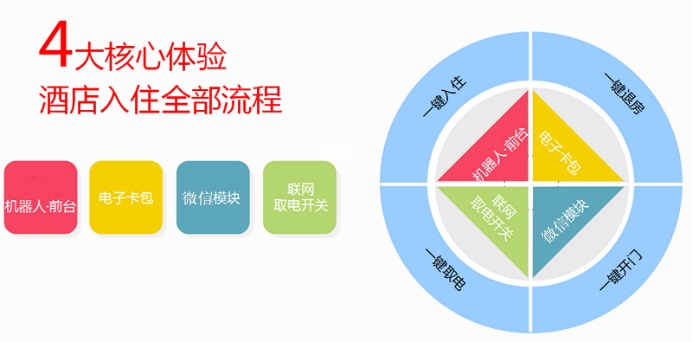 4大核心体验
酒店入住全部流程
机器人·前台
电子卡包
微信模块
联网
取电开关
一键入住
一键退房
机器人·前台
电子卡包
联网
取电开关
微信模块
一键取电
一键开门